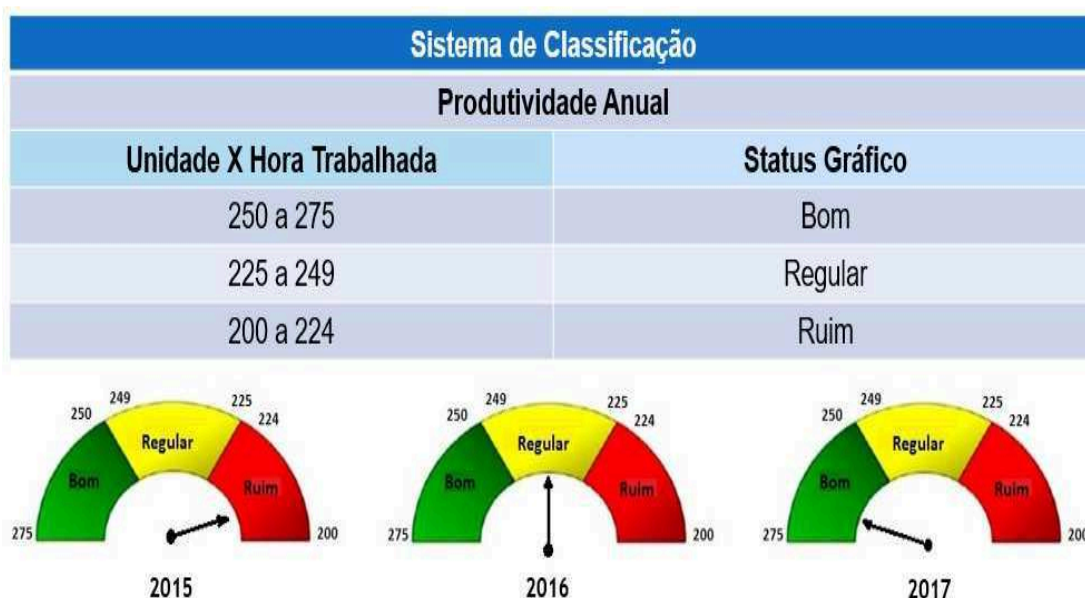 Sistema de Classificação
Produtividade Anual
Unidade X Hora Trabalhada Status Gráfico
250 a 275 Bom
225 a 249 Regular
200 a 224 Ruim
249 225 249 225 249 225
250 224 250 224 250 224
Regular Regular Regular
Bom Ruim Bom Ruim Bom Ruim
275 200 275 200 275 200
2015 2016 2017